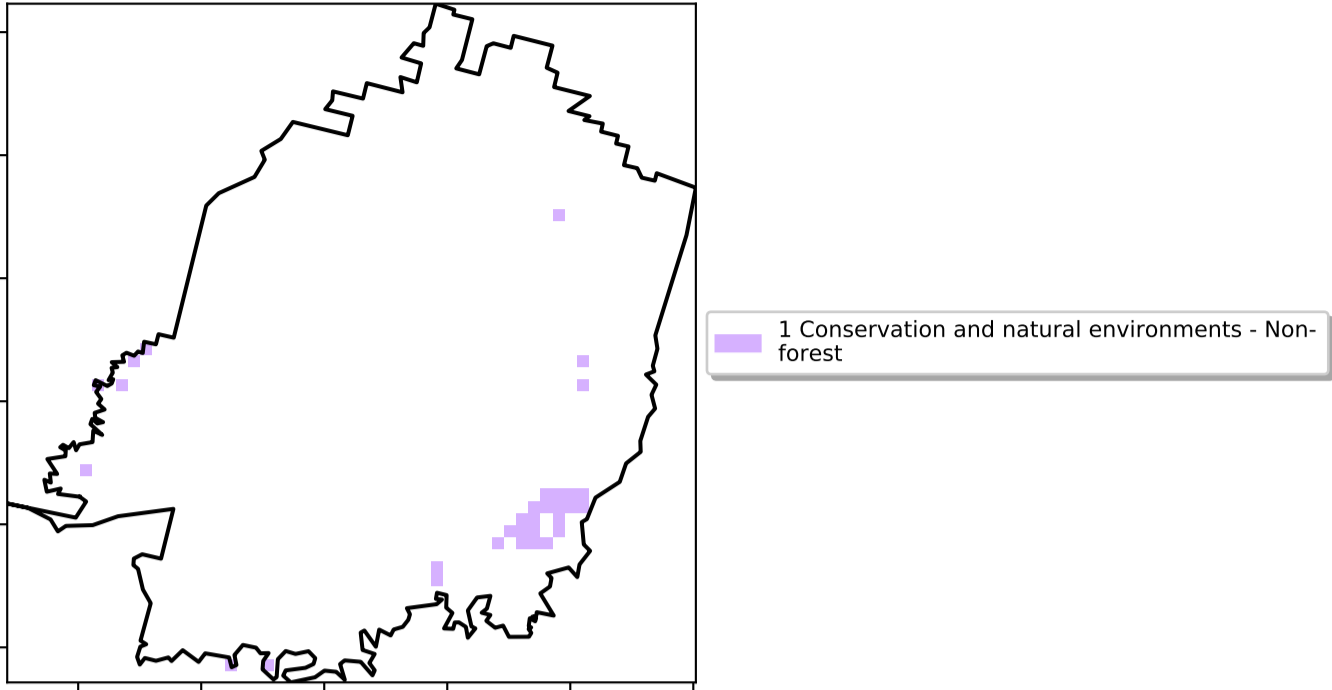 1 Conservation and natural environments - Non-
forest